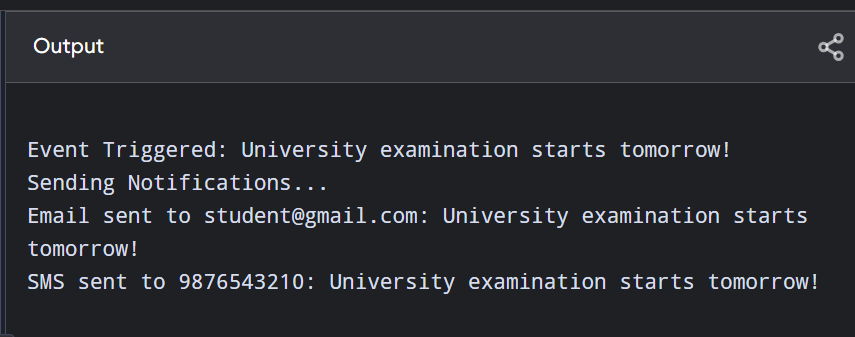 Output
Event Triggered: University examination starts tomorrow!
Sending Notifications...
Email sent to student@gmail.com: University examination starts
tomorrow!
SMS sent to 9876543210: University examination starts tomorrow!